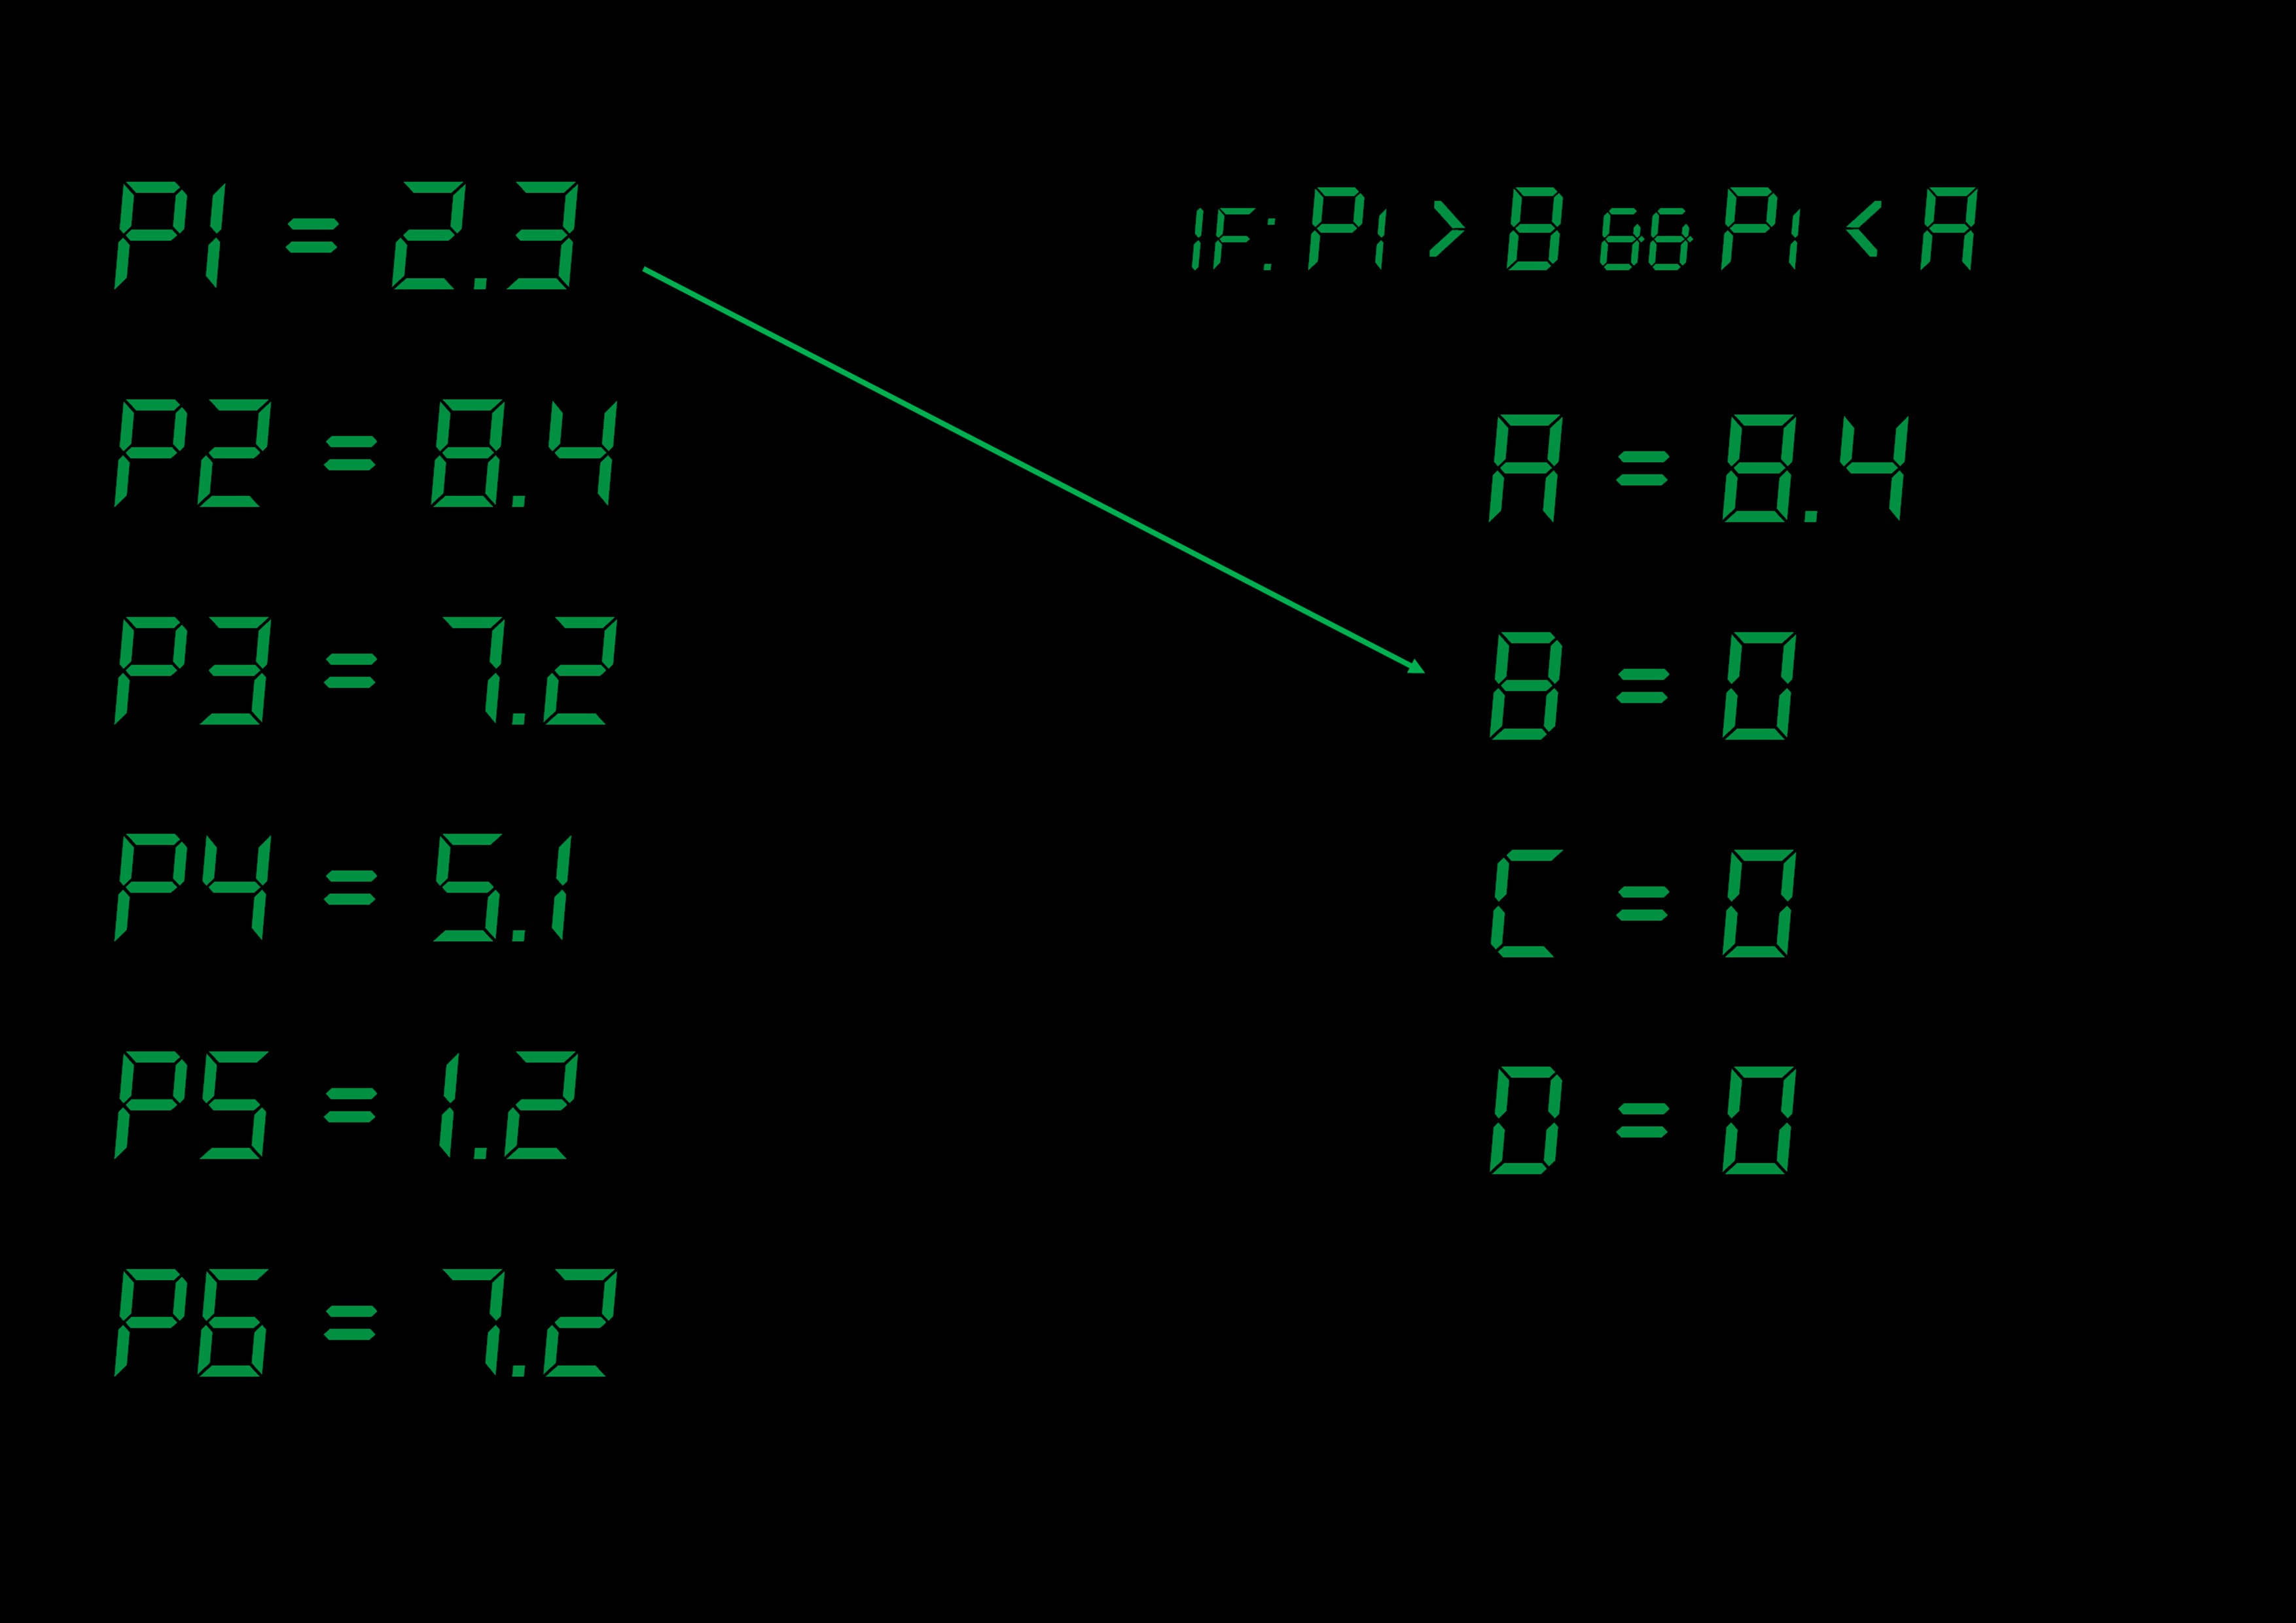 P1 = 2.3
P2 = 8.4
P3 = 7.2
P4 = 5.1
P5 = 1.2
P6 = 7.2
IF: P1 > B && P1 < A
A = 8.4
B = 0
C = 0
D = 0